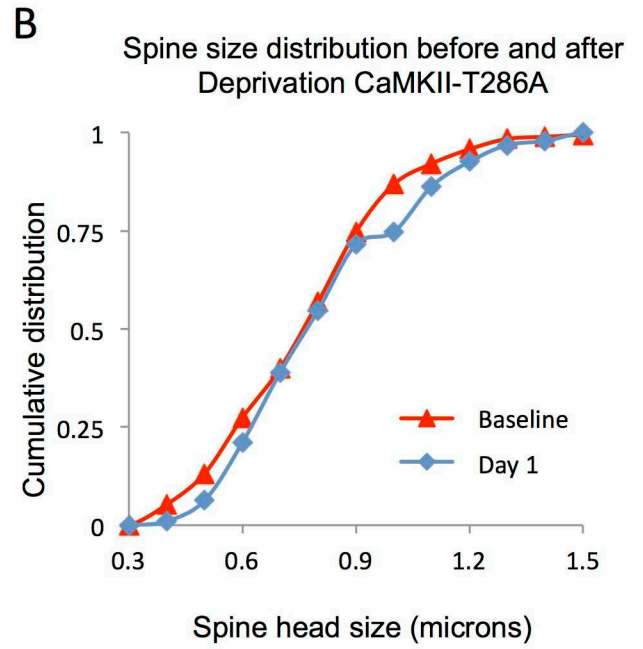 B
Spine size distribution before and after
Deprivation CaMKII-T286A
Cumulative distribution
1
0.75
0.5
0.25
0
0.3
0.6
0.9
1.2
1.5
Baseline
Day 1
Spine head size (microns)